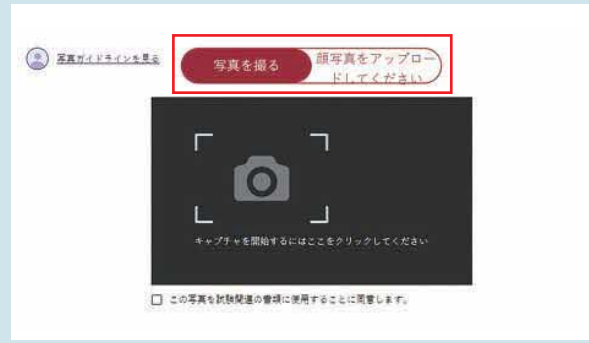 写真ガイドラインを見る
写真を撮る
顔写真をアップロー
ドしてください
キャプチャを開始するにはここをクリックしてください
この写真を試験関連の書類に使用することに同意します。